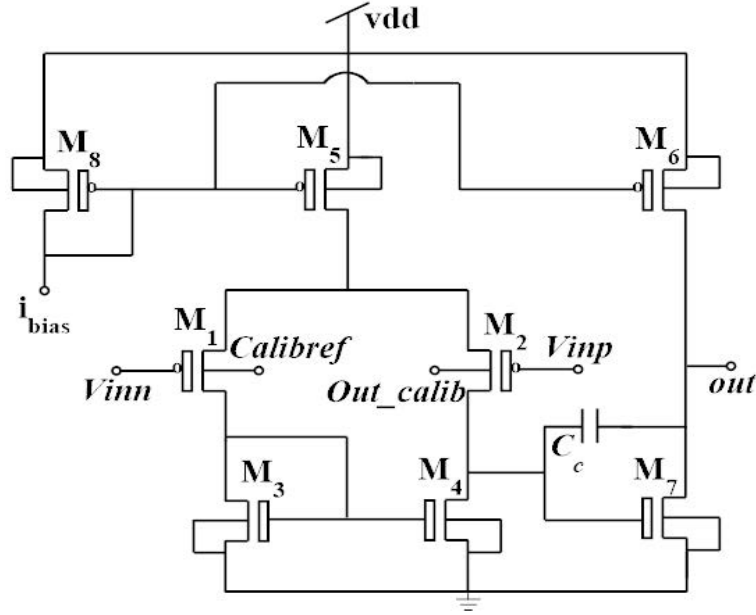 vdd
M8
M5
M6
ibias
M1
Calibref
M2
Vinp
Vinn
Out_calib
out
Cc
M3
M4
M7